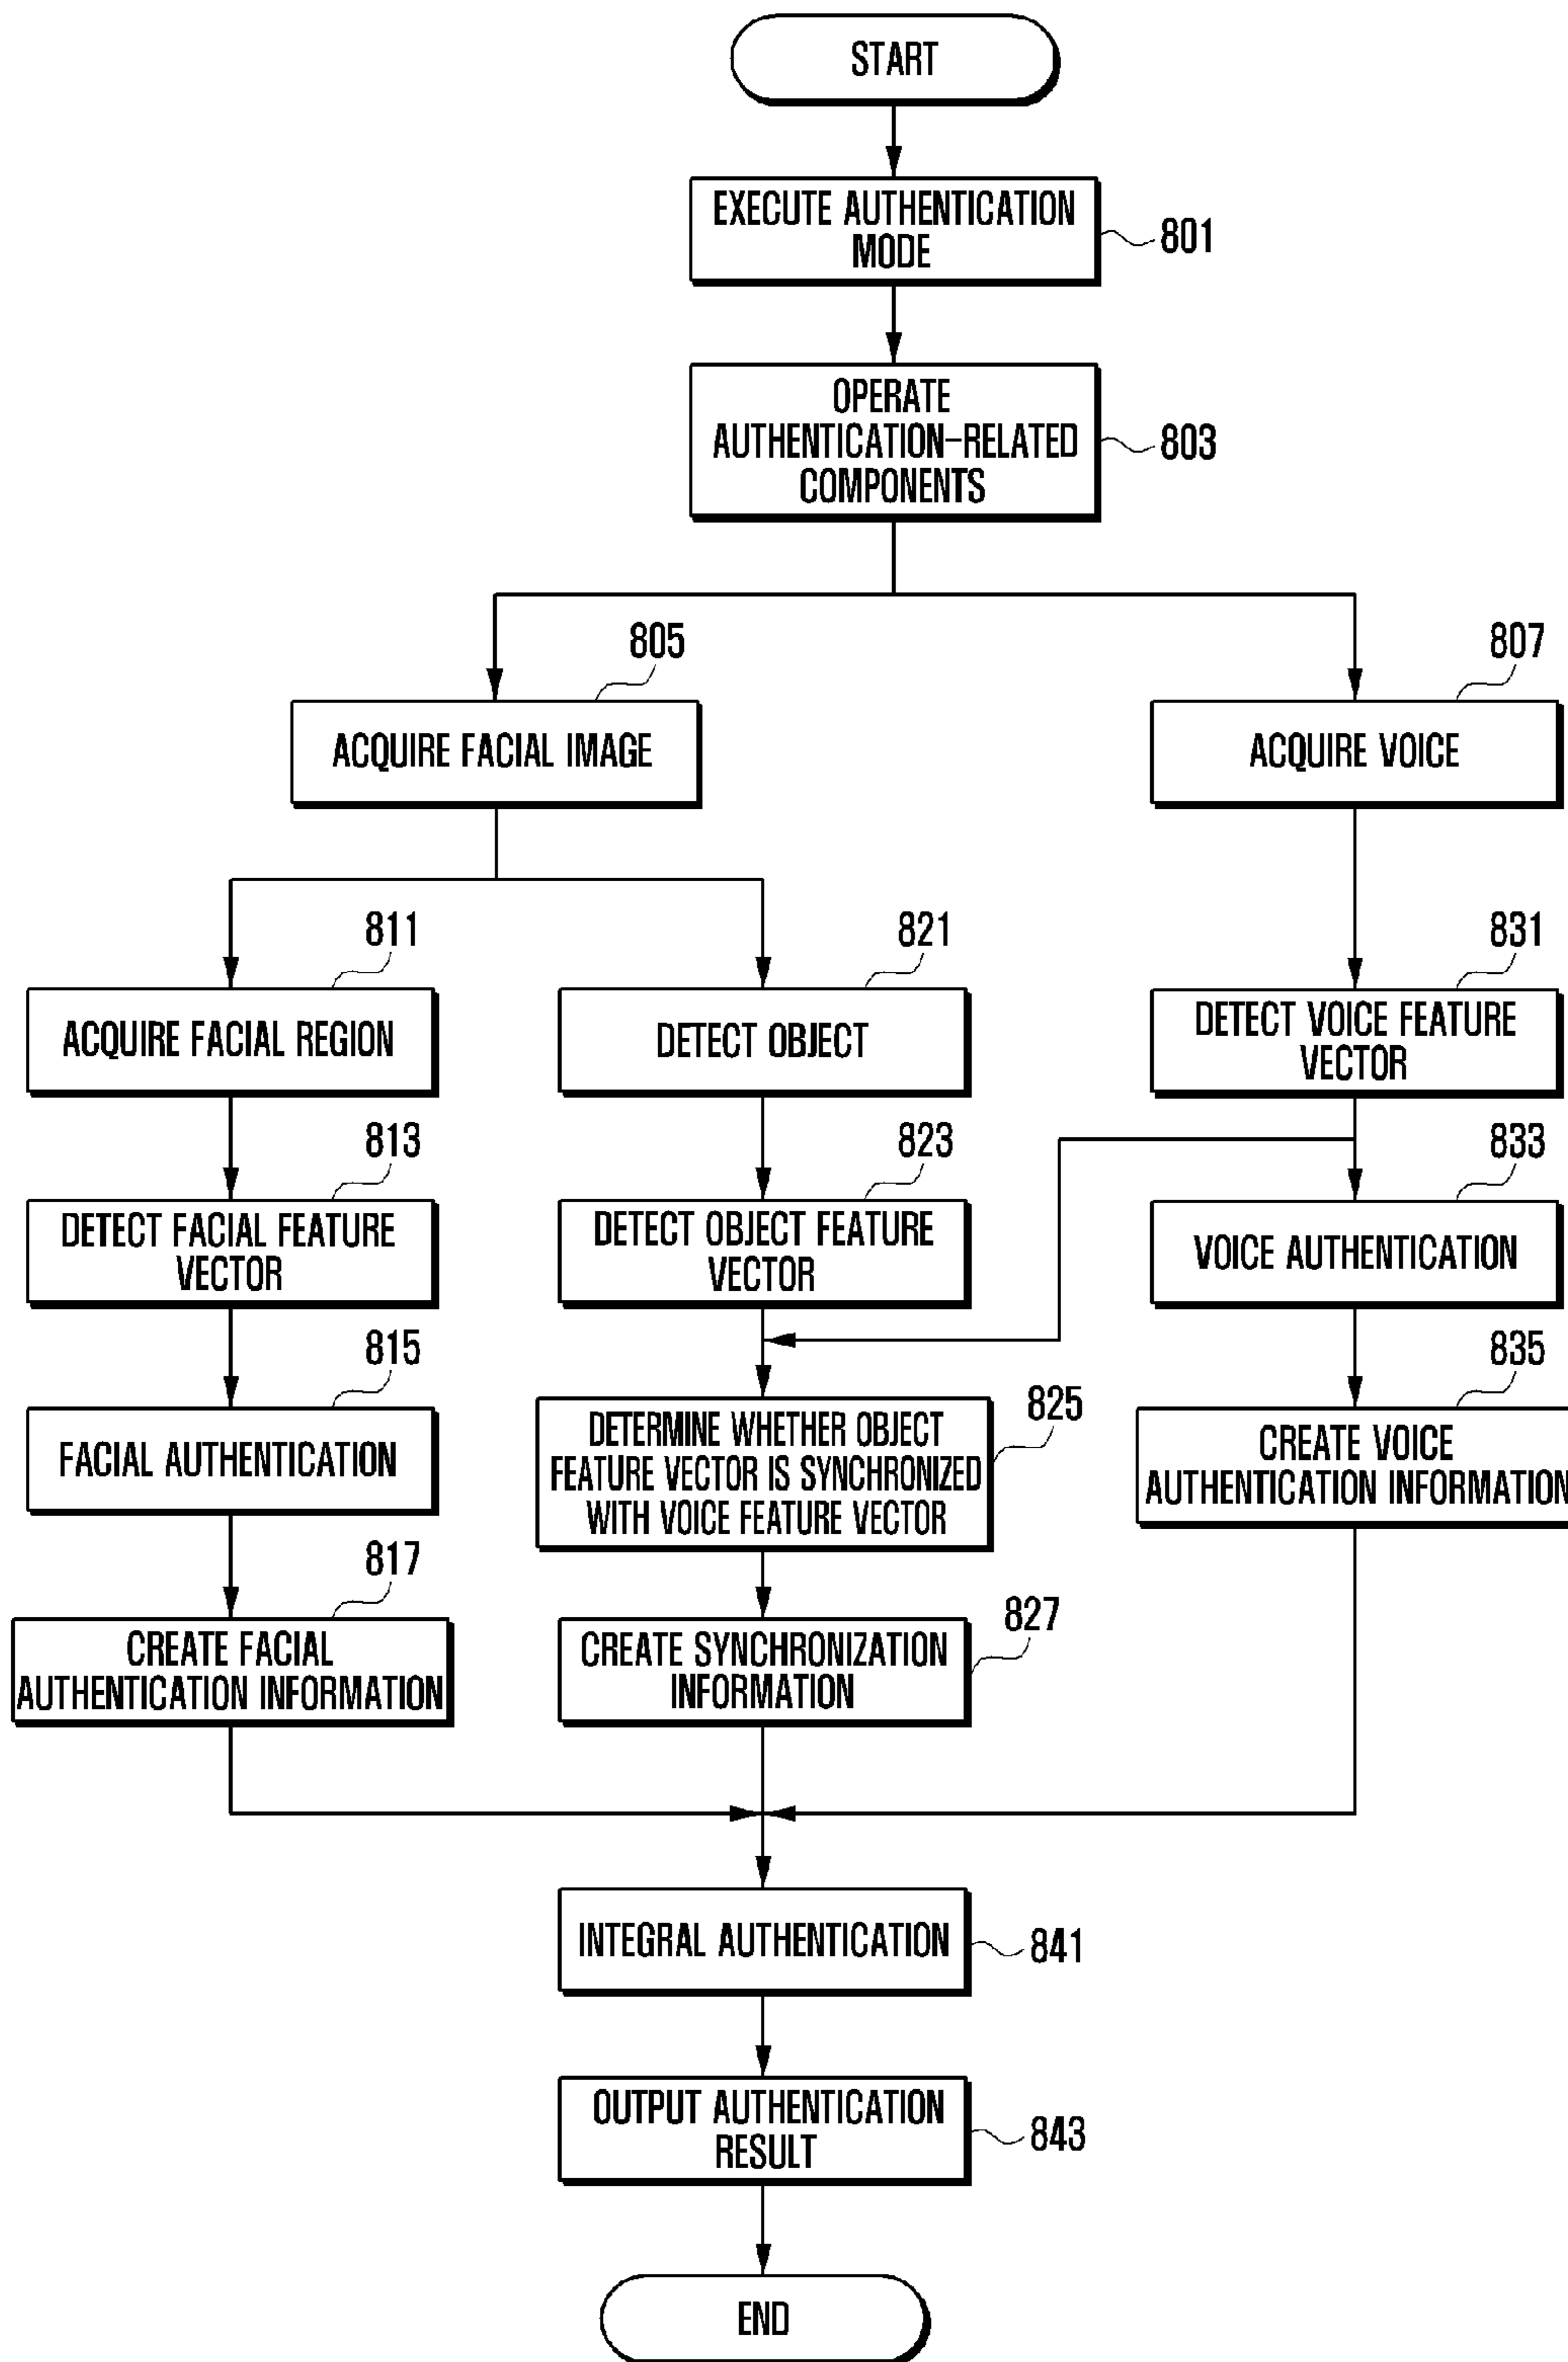 START
EXECUTE AUTHENTICATION
MODE
801
OPERATE
AUTHENTICATION-RELATED
COMPONENTS
803
805
ACQUIRE FACIAL IMAGE
807
ACQUIRE VOICE
811
ACQUIRE FACIAL REGION
821
DETECT OBJECT
831
DETECT VOICE FEATURE
VECTOR
813
DETECT FACIAL FEATURE
VECTOR
823
DETECT OBJECT FEATURE
VECTOR
833
VOICE AUTHENTICATION
815
FACIAL AUTHENTICATION
825
DETERMINE WHETHER OBJECT
FEATURE VECTOR IS SYNCHRONIZED
WITH VOICE FEATURE VECTOR
835
CREATE VOICE
AUTHENTICATION INFORMATION
817
CREATE FACIAL
AUTHENTICATION INFORMATION
827
CREATE SYNCHRONIZATION
INFORMATION
INTEGRAL AUTHENTICATION
841
OUTPUT AUTHENTICATION
RESULT
843
END